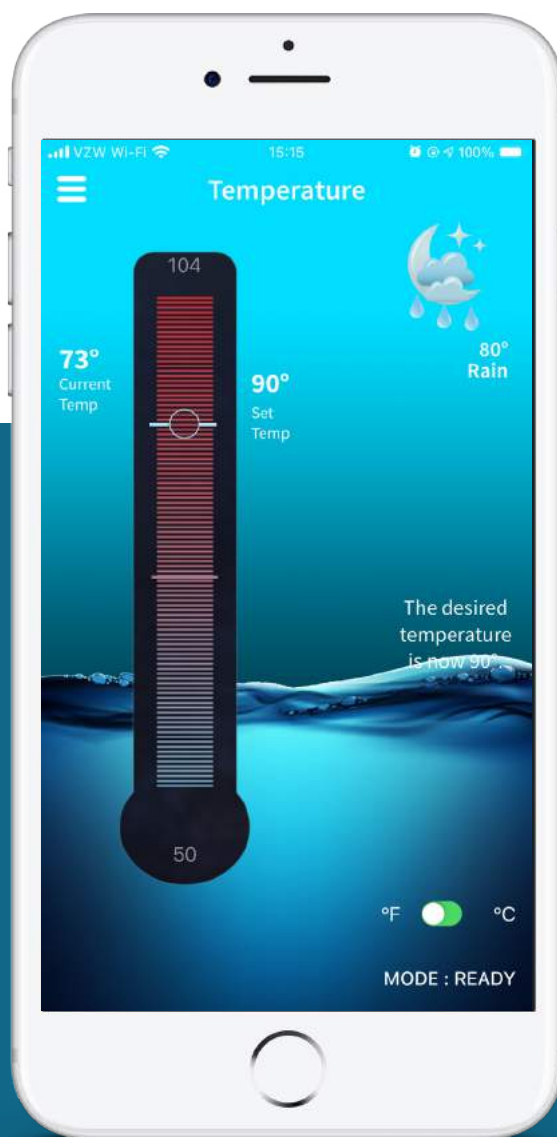 VZW Wi-Fi
15:15
100%
Temperature
104
80°
Rain
73°
Current
Temp
90°
Set
Temp
The desired
temperature
is now 90°.
50
°F
°C
MODE : READY